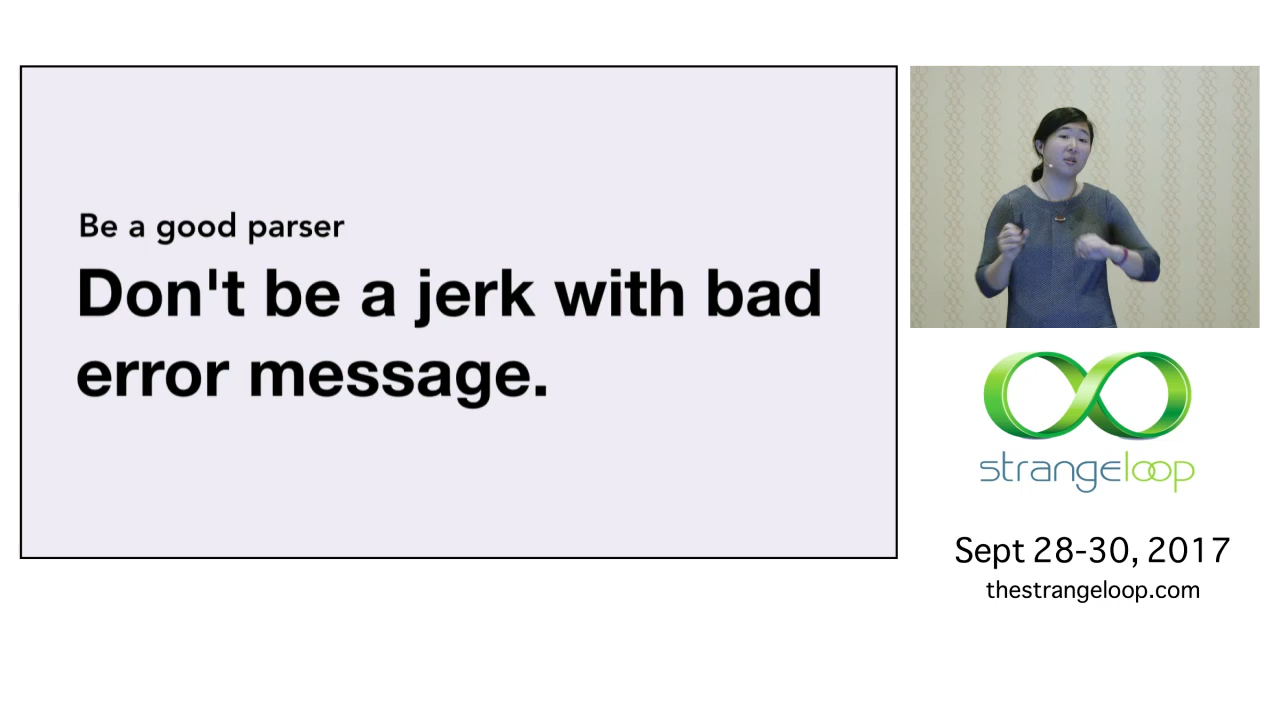 Be a good parser
Don't be a jerk with bad
error message.
strangeloop
Sept 28-30, 2017
thestrangeloop.com